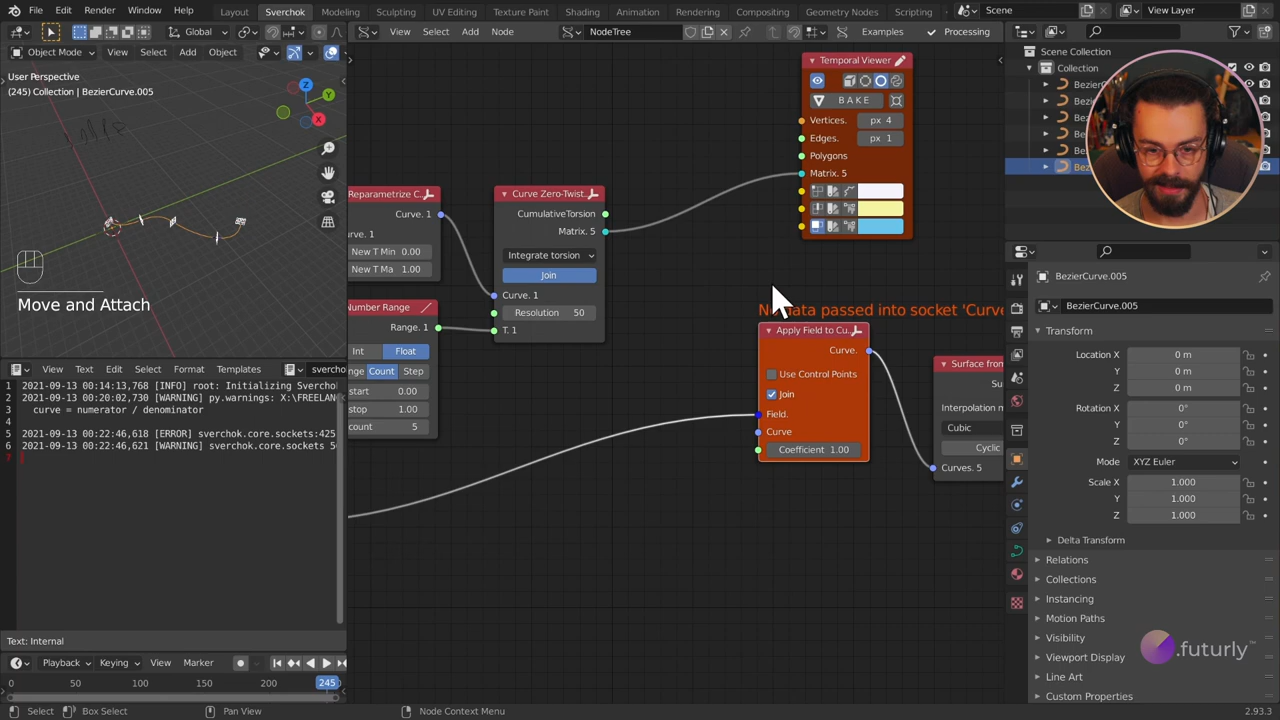 File Edit Render Window Help Layout Sverchok Modeling Sculpting UV Editing Texture Paint Shading Animation Rendering Compositing Geometry Nodes Scripting Scene View Layer
Global View Select Add Node NodeTree Examples Processing
Object Mode View Select Add Object
User Perspective
(245) Collection | BezierCurve.005
Z
Y
X
Move and Attach
View Text Edit Select Format Templates sverchok
1 2021-09-13 00:14:13,768 [INFO] root: Initializing Sverchok
2 2021-09-13 00:20:02,730 [WARNING] py.warnings: X:\FREELAN
3 curve = numerator / denominator
4
5 2021-09-13 00:22:46,618 [ERROR] sverchok.core.sockets:425
6 2021-09-13 00:22:46,621 [WARNING] sverchok.core.sockets 5
7
Text: Internal
Playback Keying View Marker
0 50 100 150 200 245
Select Box Select Pan View Node Context Menu 2.93.3
Reparametrize C.
Curve. 1
urve. 1
New T Min 0.00
New T Ma 1.00
Number Range
Range. 1
Int Float
nge Count Step
start 0.00
stop 1.00
count 5
Curve Zero-Twist.
CumulativeTorsion
Matrix. 5
Integrate torsion
Join
Curve. 1
Resolution 50
T. 1
Temporal Viewer
BAKE
Vertices. px 4
Edges. px 1
Polygons
Matrix. 5
data passed into socket 'Curve
Apply Field to Cu..
Curve.
Use Control Points
Join
Field.
Curve
Coefficient 1.00
Surface from
Su
Interpolation m
Cubic
Cyclic
Curves. 5
Scene Collection
Collection
BezierCurve.005
BezierCurve.005
Transform
Location X 0 m
Y 0 m
Z 0 m
Rotation X 0°
Y 0°
Z 0°
Mode XYZ Euler
Scale X 1.000
Y 1.000
Z 1.000
Delta Transform
Relations
Collections
Instancing
Motion Paths
Visibility
Viewport Display
Line Art
Custom Properties
.futurly